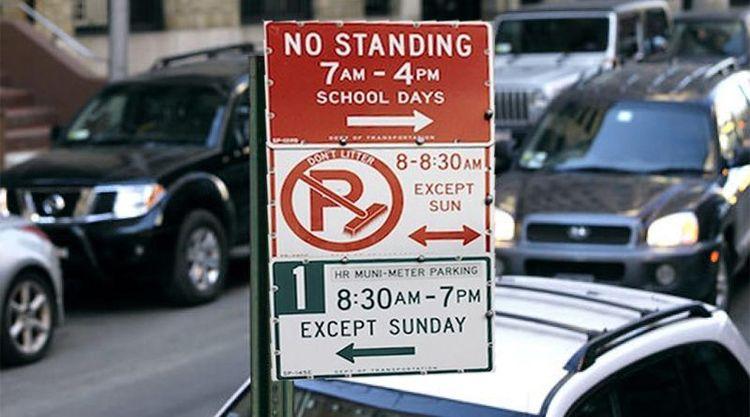 NO STANDING
7AM - 4PM
SCHOOL DAYS
DEPT OF TRANSPORTATION
DON'T LITTER
P
8-8:30AM
EXCEPT
SUN
1 HR MUNI-METER PARKING
8:30AM-7PM
EXCEPT SUNDAY
DEPT OF TRANSPORTATION